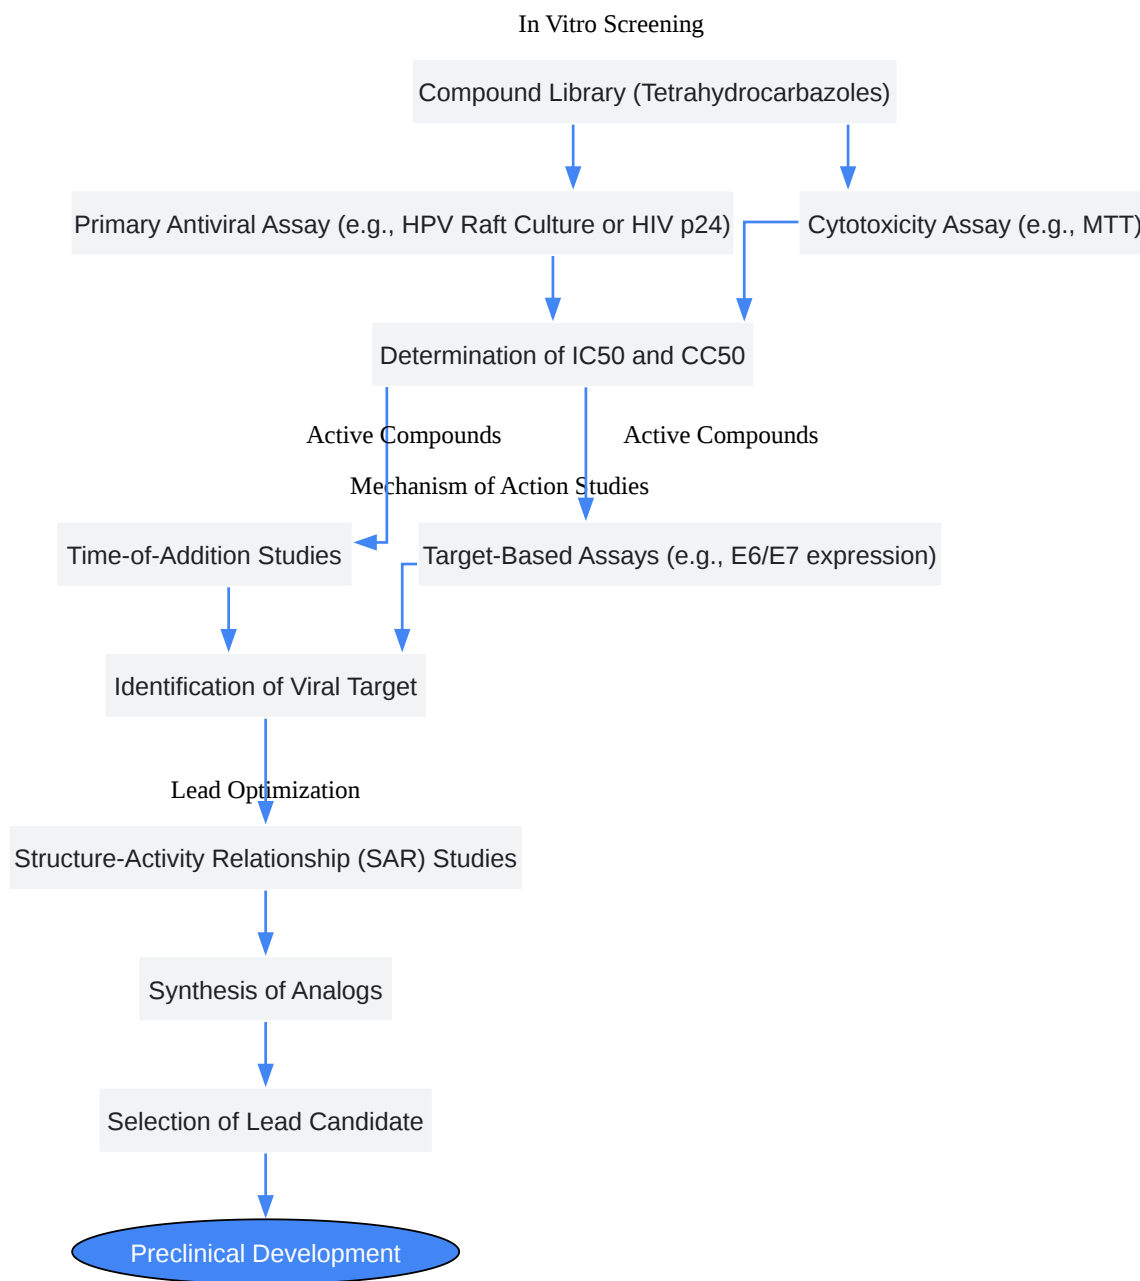 In Vitro Screening
Compound Library (Tetrahydrocarbazoles)
Primary Antiviral Assay (e.g., HPV Raft Culture or HIV p24)
Cytotoxicity Assay (e.g., MTT)
Determination of IC50 and CC50
Active Compounds
Active Compounds
Mechanism of Action Studies
Time-of-Addition Studies
Target-Based Assays (e.g., E6/E7 expression)
Identification of Viral Target
Lead Optimization
Structure-Activity Relationship (SAR) Studies
Synthesis of Analogs
Selection of Lead Candidate
Preclinical Development